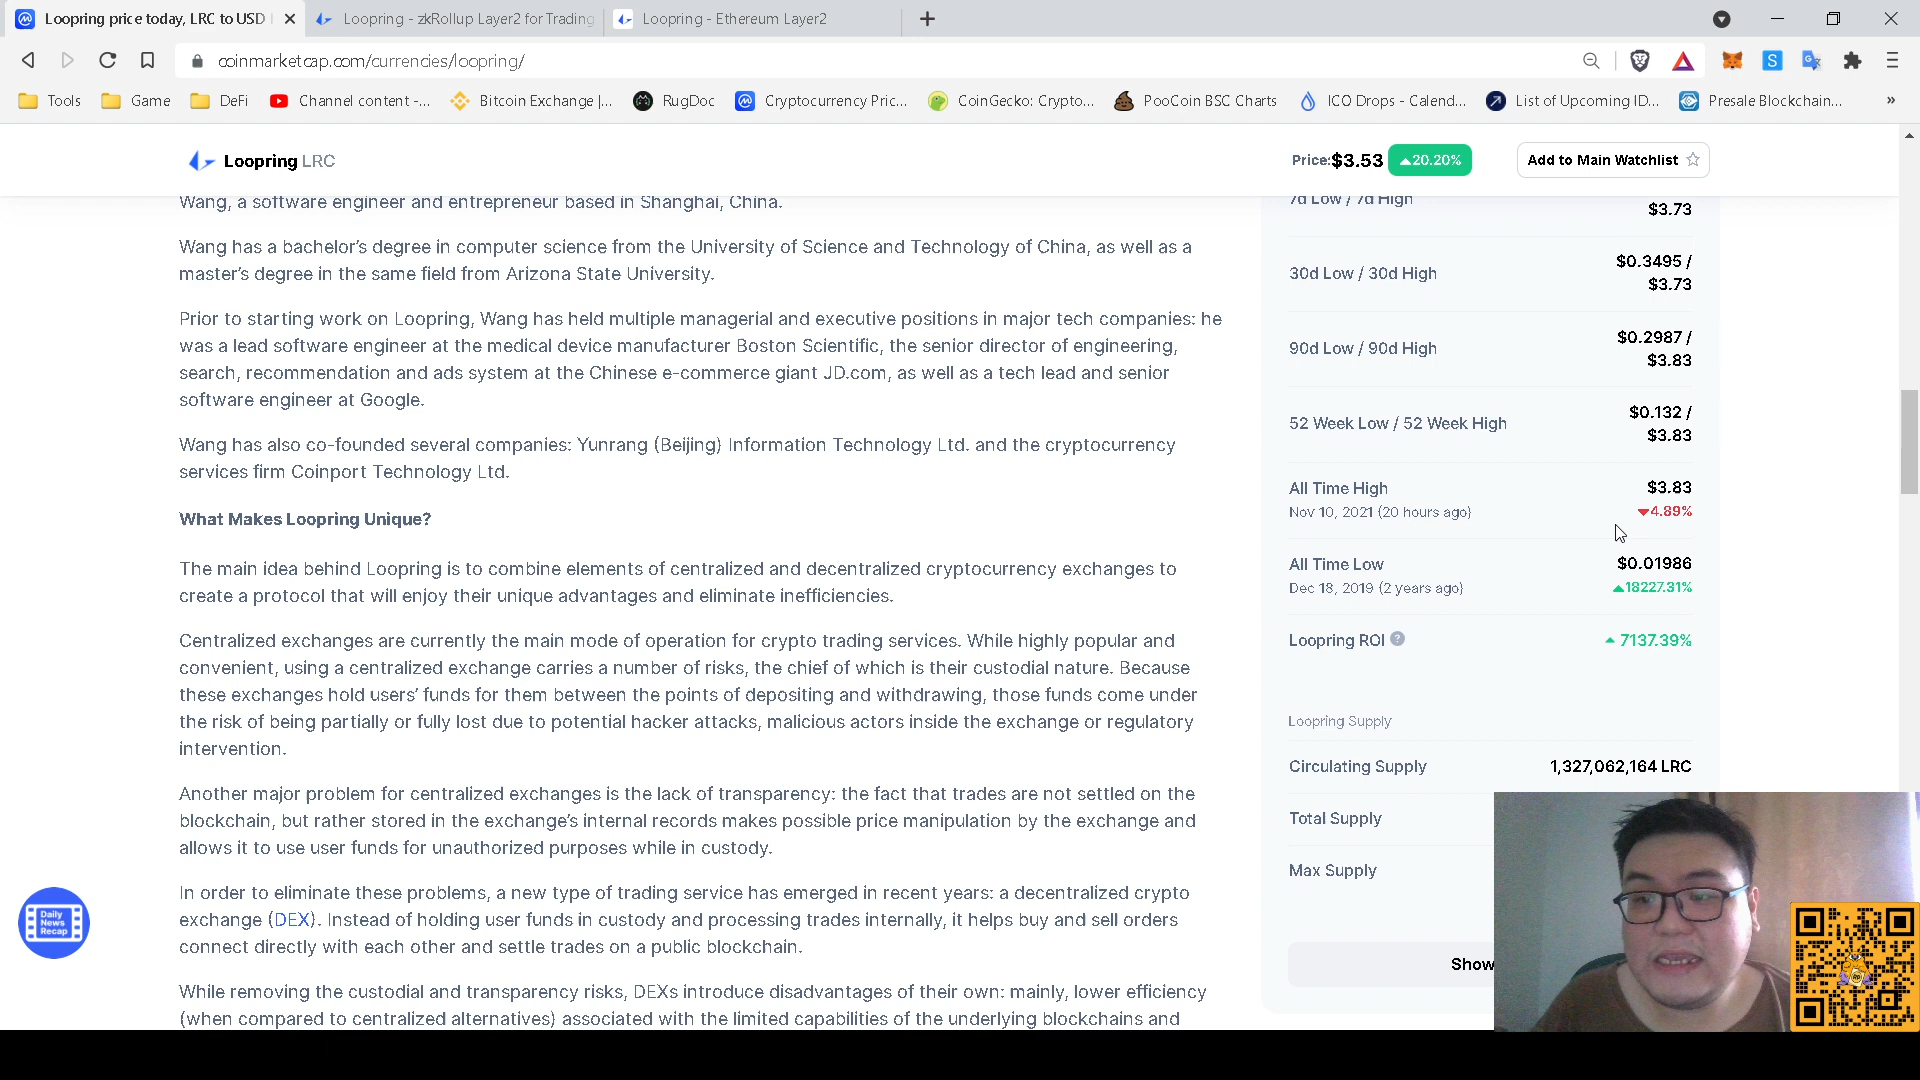 Loopring price today, LRC to USD
Loopring - zkRollup Layer2 for Trading
Loopring - Ethereum Layer2
coinmarketcap.com/currencies/loopring/
Tools
Game
DeFi
Channel content -...
Bitcoin Exchange |...
RugDoc
Cryptocurrency Pric...
CoinGecko: Crypto...
PooCoin BSC Charts
ICO Drops - Calend...
List of Upcoming ID...
Presale Blockchain...
»
Loopring LRC
Price:$3.53
20.20%
Add to Main Watchlist
Wang, a software engineer and entrepreneur based in Shanghai, China.
Wang has a bachelor's degree in computer science from the University of Science and Technology of China, as well as a
master's degree in the same field from Arizona State University.
Prior to starting work on Loopring, Wang has held multiple managerial and executive positions in major tech companies: he
was a lead software engineer at the medical device manufacturer Boston Scientific, the senior director of engineering,
search, recommendation and ads system at the Chinese e-commerce giant JD.com, as well as a tech lead and senior
software engineer at Google.
Wang has also co-founded several companies: Yunrang (Beijing) Information Technology Ltd. and the cryptocurrency
services firm Coinport Technology Ltd.
What Makes Loopring Unique?
The main idea behind Loopring is to combine elements of centralized and decentralized cryptocurrency exchanges to
create a protocol that will enjoy their unique advantages and eliminate inefficiencies.
Centralized exchanges are currently the main mode of operation for crypto trading services. While highly popular and
convenient, using a centralized exchange carries a number of risks, the chief of which is their custodial nature. Because
these exchanges hold users' funds for them between the points of depositing and withdrawing, those funds come under
the risk of being partially or fully lost due to potential hacker attacks, malicious actors inside the exchange or regulatory
intervention.
Another major problem for centralized exchanges is the lack of transparency: the fact that trades are not settled on the
blockchain, but rather stored in the exchange's internal records makes possible price manipulation by the exchange and
allows it to use user funds for unauthorized purposes while in custody.
In order to eliminate these problems, a new type of trading service has emerged in recent years: a decentralized crypto
exchange (DEX). Instead of holding user funds in custody and processing trades internally, it helps buy and sell orders
connect directly with each other and settle trades on a public blockchain.
While removing the custodial and transparency risks, DEXs introduce disadvantages of their own: mainly, lower efficiency
(when compared to centralized alternatives) associated with the limited capabilities of the underlying blockchains and
7d Low / 7d High
$3.73
30d Low / 30d High
$0.3495 /
$3.73
90d Low / 90d High
$0.2987 /
$3.83
52 Week Low / 52 Week High
$0.132 /
$3.83
All Time High
$3.83
Nov 10, 2021 (20 hours ago)
4.89%
All Time Low
$0.01986
Dec 18, 2019 (2 years ago)
18227.31%
Loopring ROI
7137.39%
Loopring Supply
Circulating Supply
1,327,062,164 LRC
Total Supply
Max Supply
Show
Daily
News
Recap